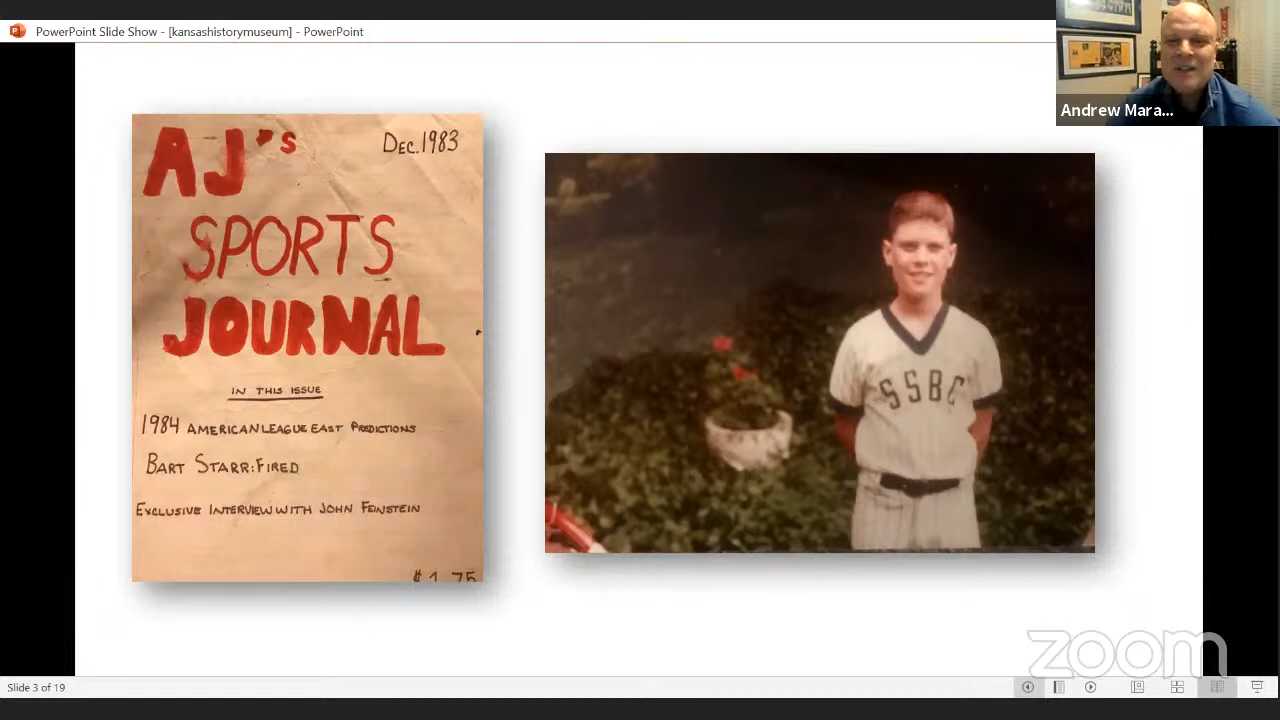 PowerPoint Slide Show - [kansashistorymuseum] - PowerPoint
Andrew Mara...
AJ's
DEC. 1983
SPORTS
JOURNAL
IN THIS ISSUE
1984 AMERICAN LEAGUE EAST PREDICTIONS
BART STARR: FIRED
EXCLUSIVE INTERVIEW WITH JOHN FEINSTEIN
$1.75
SSBC
zoom
Slide 3 of 19